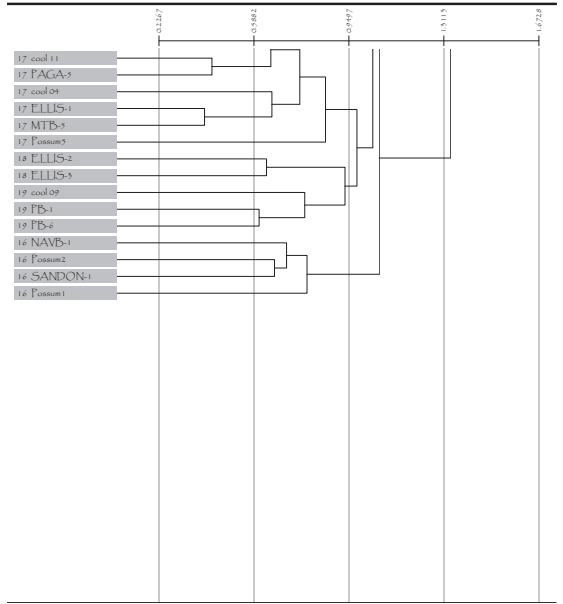 0.2267 0.5882 0.9497 1.3113 1.6728
17 cool 11
17 PAGA-3
17 cool 04
17 ELLIS-1
17 MTB-3
17 Possum3
18 ELLIS-2
18 ELLIS-3
19 cool 09
19 PB-1
19 PB-6
16 NAVB-1
16 Possum2
16 SANDON-1
16 Possum1